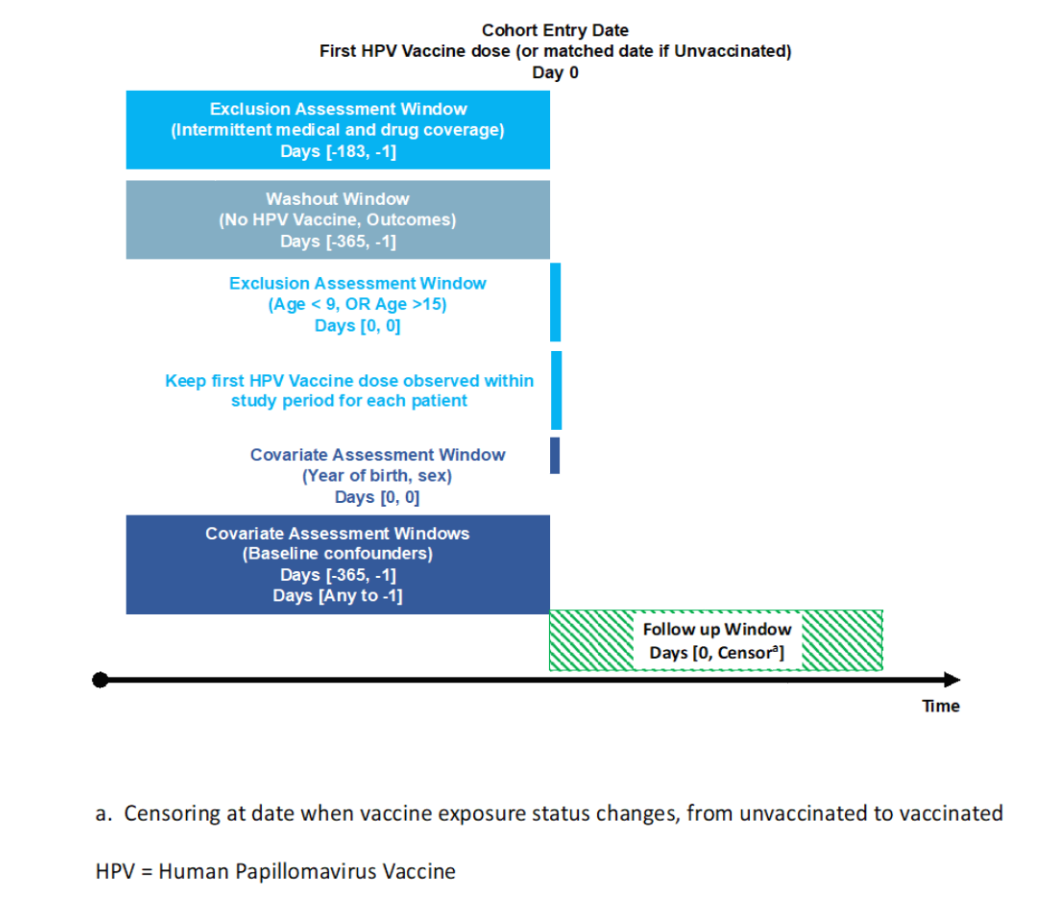 Cohort Entry Date
First HPV Vaccine dose (or matched date if Unvaccinated)
Day 0
Exclusion Assessment Window
(Intermittent medical and drug coverage)
Days [-183, -1]
Washout Window
(No HPV Vaccine, Outcomes)
Days [-365, -1]
Exclusion Assessment Window
(Age < 9, OR Age >15)
Days [0, 0]
Keep first HPV Vaccine dose observed within
study period for each patient
Covariate Assessment Window
(Year of birth, sex)
Days [0, 0]
Covariate Assessment Windows
(Baseline confounders)
Days [-365, -1]
Days [Any to -1]
Follow up Window
Days [0, Censorᵃ]
Time
a. Censoring at date when vaccine exposure status changes, from unvaccinated to vaccinated
HPV = Human Papillomavirus Vaccine